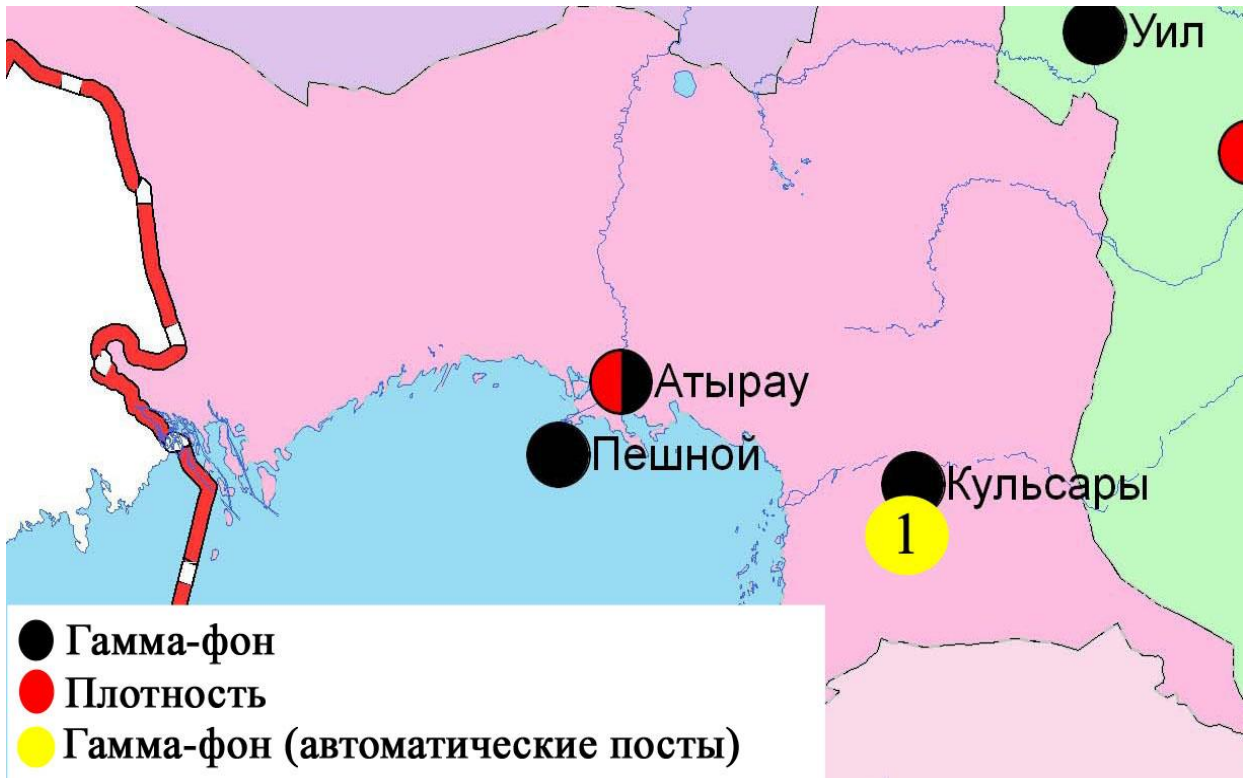 Уил
Атырау
Пешной
Кульсары
1
Гамма-фон
Плотность
Гамма-фон (автоматические посты)